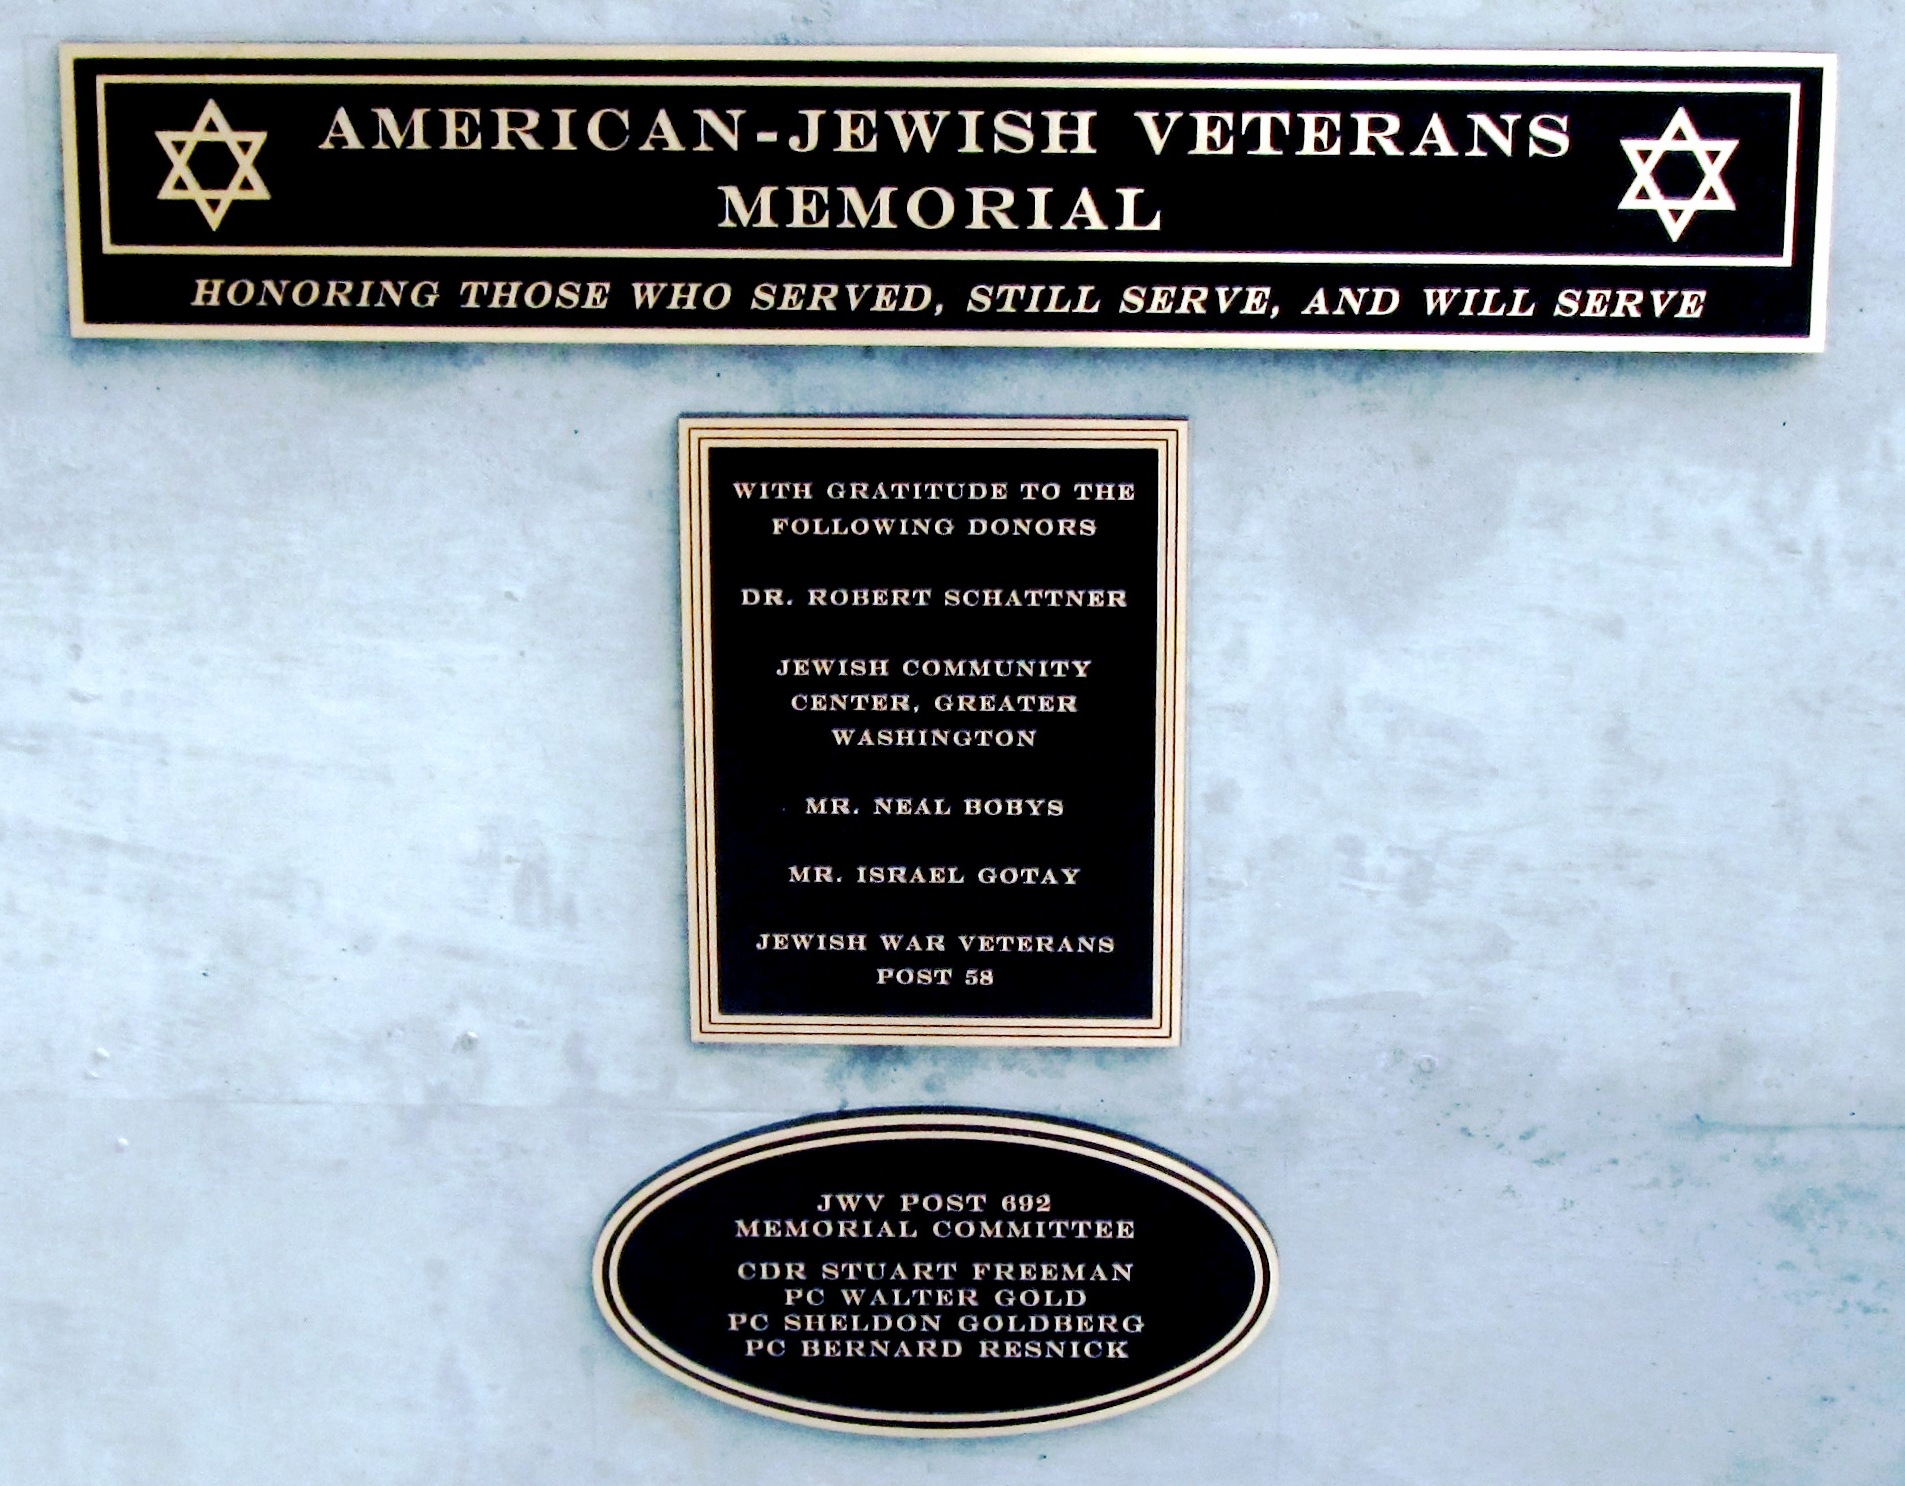 AMERICAN-JEWISH VETERANS
MEMORIAL
HONORING THOSE WHO SERVED, STILL SERVE, AND WILL SERVE
WITH GRATITUDE TO THE
FOLLOWING DONORS
DR. ROBERT SCHATTNER
JEWISH COMMUNITY
CENTER, GREATER
WASHINGTON
MR. NEAL BOBYS
MR. ISRAEL GOTAY
JEWISH WAR VETERANS
POST 58
JWV POST 692
MEMORIAL COMMITTEE
CDR STUART FREEMAN
PC WALTER GOLD
PC SHELDON GOLDBERG
PC BERNARD RESNICK